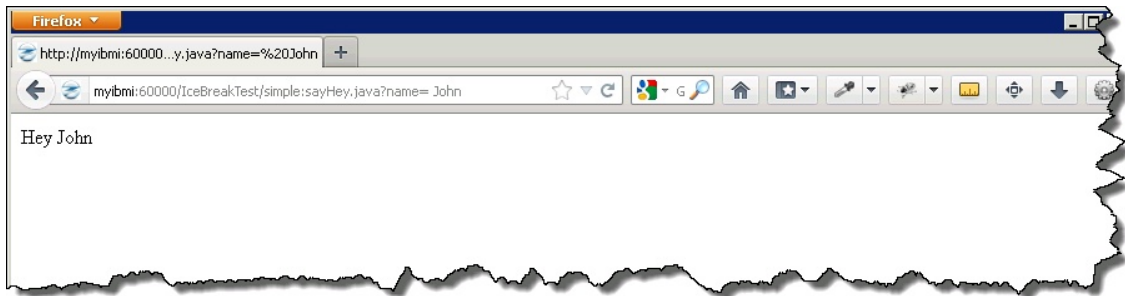 Firefox
http://myibmi:60000...y.java?name=%20John
myibmi:60000/IceBreakTest/simple:sayHey.java?name= John
G
Hey John